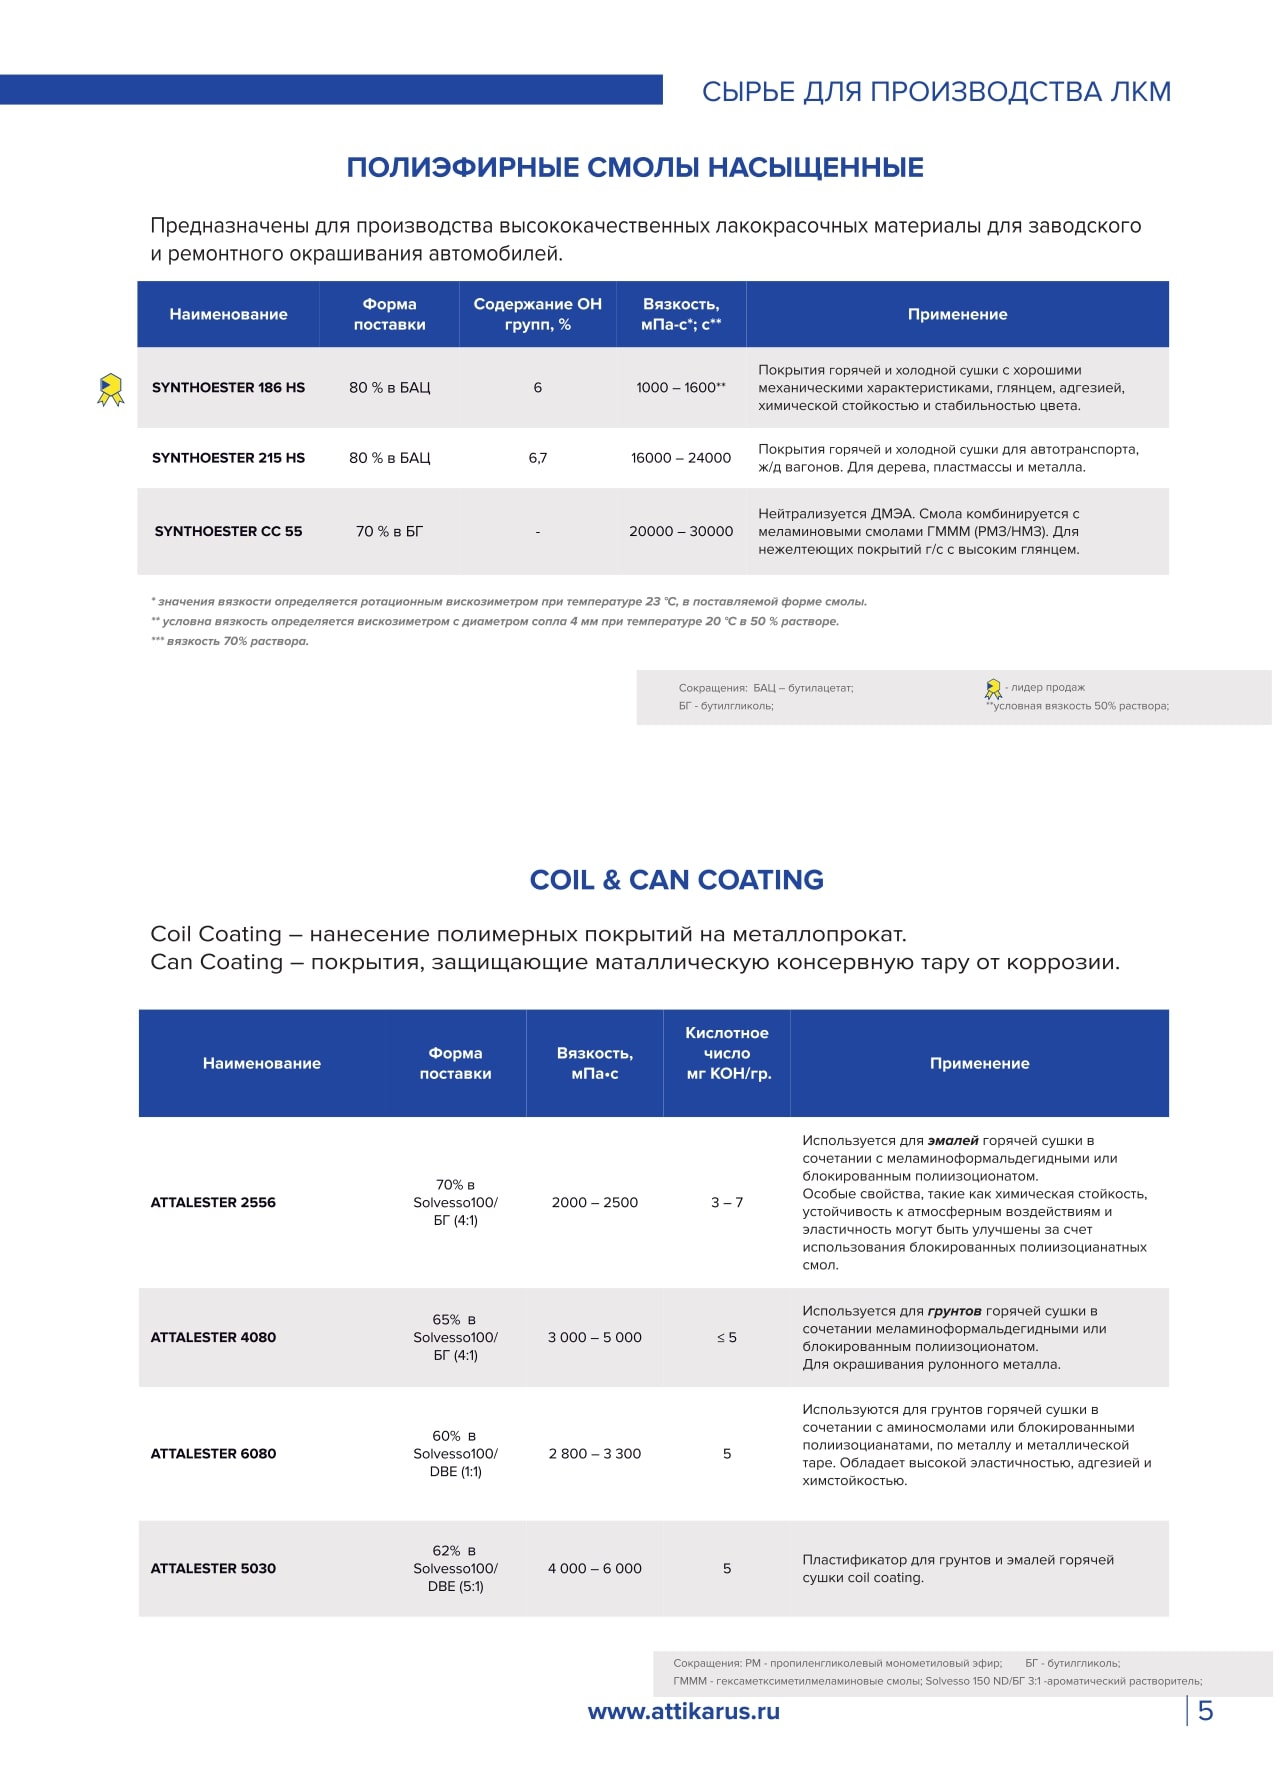 СЫРЬЕ ДЛЯ ПРОИЗВОДСТВА ЛКМ
ПОЛИЭФИРНЫЕ СМОЛЫ НАСЫЩЕННЫЕ
Предназначены для производства высококачественных лакокрасочных материалы для заводского
и ремонтного окрашивания автомобилей.
Наименование
Форма
поставки
Содержание ОН
групп, %
Вязкость,
мПа-с*; с**
Применение
SYNTHOESTER 186 HS
80 % в БАЦ
6
1000 – 1600**
Покрытия горячей и холодной сушки с хорошими
механическими характеристиками, глянцем, адгезией,
химической стойкостью и стабильностью цвета.
SYNTHOESTER 215 HS
80 % в БАЦ
6,7
16000 – 24000
Покрытия горячей и холодной сушки для автотранспорта,
ж/д вагонов. Для дерева, пластмассы и металла.
SYNTHOESTER CC 55
70 % в БГ
-
20000 – 30000
Нейтрализуется ДМЭА. Смола комбинируется с
меламиновыми смолами ГМММ (РМЗ/НМЗ). Для
нежелтеющих покрытий г/с с высоким глянцем.
* значения вязкости определяется ротационным вискозиметром при температуре 23 °С, в поставляемой форме смолы.
** условна вязкость определяется вискозиметром с диаметром сопла 4 мм при температуре 20 °С в 50 % растворе.
*** вязкость 70% раствора.
Сокращения: БАЦ – бутилацетат;
БГ - бутилгликоль;
- лидер продаж
**условная вязкость 50% раствора;
COIL & CAN COATING
Coil Coating – нанесение полимерных покрытий на металлопрокат.
Can Coating – покрытия, защищающие маталлическую консервную тару от коррозии.
Наименование
Форма
поставки
Вязкость,
мПа•с
Кислотное
число
мг КОН/гр.
Применение
ATTALESTER 2556
70% в
Solvesso100/
БГ (4:1)
2000 – 2500
3 – 7
Используется для эмалей горячей сушки в
сочетании с меламиноформальдегидными или
блокированным полиизоционатом.
Особые свойства, такие как химическая стойкость,
устойчивость к атмосферным воздействиям и
эластичность могут быть улучшены за счет
использования блокированных полиизоцианатных
смол.
ATTALESTER 4080
65% в
Solvesso100/
БГ (4:1)
3 000 – 5 000
≤ 5
Используется для грунтов горячей сушки в
сочетании меламиноформальдегидными или
блокированным полиизоционатом.
Для окрашивания рулонного металла.
ATTALESTER 6080
60% в
Solvesso100/
DBE (1:1)
2 800 – 3 300
5
Используются для грунтов горячей сушки в
сочетании с аминосмолами или блокированными
полиизоцианатами, по металлу и металлической
таре. Обладает высокой эластичностью, адгезией и
химстойкостью.
ATTALESTER 5030
62% в
Solvesso100/
DBE (5:1)
4 000 – 6 000
5
Пластификатор для грунтов и эмалей горячей
сушки coil coating.
Сокращения: РМ - пропиленгликолевый монометиловый эфир; БГ - бутилгликоль;
ГМММ - гексаметксиметилмеламиновые смолы; Solvesso 150 ND/БГ 3:1 -ароматический растворитель;
www.attikarus.ru
5